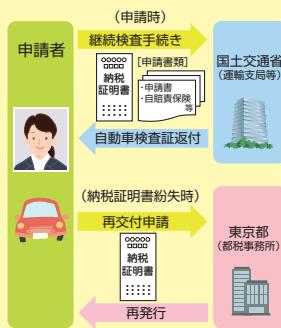 (申請時)
申請者
継続検査手続き
納税
証明書
[申請書類]
・申請書
・自賠責保険
等
国土交通省
(運輸支局等)
自動車検査証返付
(納税証明書紛失時)
再交付申請
納税
証明書
東京都
(都税事務所)
再発行